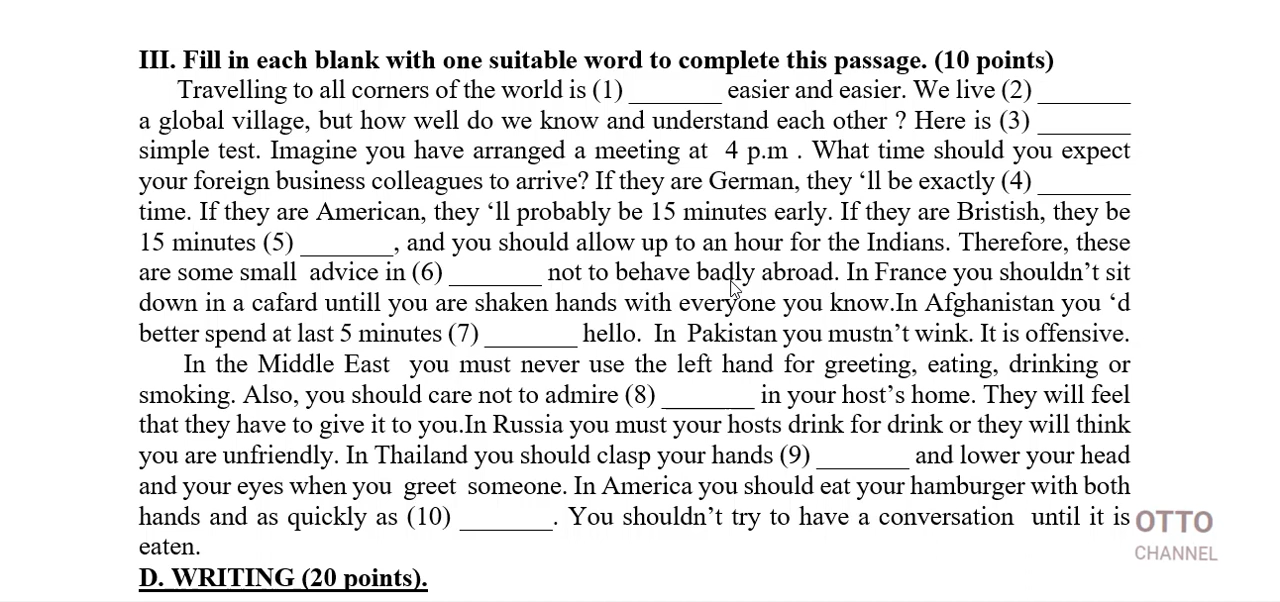 III. Fill in each blank with one suitable word to complete this passage. (10 points)
Travelling to all corners of the world is (1) ________ easier and easier. We live (2) ________
a global village, but how well do we know and understand each other ? Here is (3) ________
simple test. Imagine you have arranged a meeting at 4 p.m . What time should you expect
your foreign business colleagues to arrive? If they are German, they ‘ll be exactly (4) ________
time. If they are American, they ‘ll probably be 15 minutes early. If they are Bristish, they be
15 minutes (5) ________, and you should allow up to an hour for the Indians. Therefore, these
are some small advice in (6) ________ not to behave badly abroad. In France you shouldn’t sit
down in a cafard untill you are shaken hands with everyone you know.In Afghanistan you ‘d
better spend at last 5 minutes (7) ________ hello. In Pakistan you mustn’t wink. It is offensive.
In the Middle East you must never use the left hand for greeting, eating, drinking or
smoking. Also, you should care not to admire (8) ________ in your host’s home. They will feel
that they have to give it to you.In Russia you must your hosts drink for drink or they will think
you are unfriendly. In Thailand you should clasp your hands (9) ________ and lower your head
and your eyes when you greet someone. In America you should eat your hamburger with both
hands and as quickly as (10) ________. You shouldn’t try to have a conversation until it is
eaten.
OTTO
CHANNEL
D. WRITING (20 points).